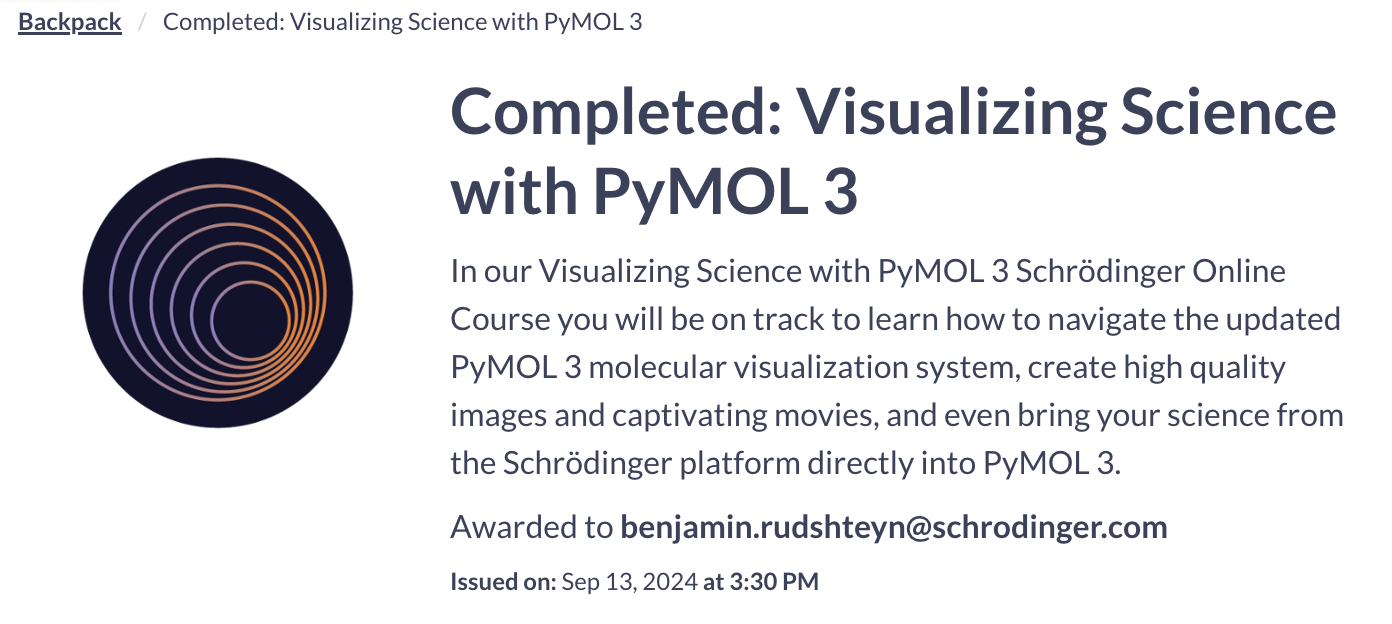 Backpack / Completed: Visualizing Science with PyMOL 3
Completed: Visualizing Science
with PyMOL 3
In our Visualizing Science with PyMOL 3 Schrödinger Online
Course you will be on track to learn how to navigate the updated
PyMOL 3 molecular visualization system, create high quality
images and captivating movies, and even bring your science from
the Schrödinger platform directly into PyMOL 3.
Awarded to benjamin.rudshteyn@schrodinger.com
Issued on: Sep 13, 2024 at 3:30 PM